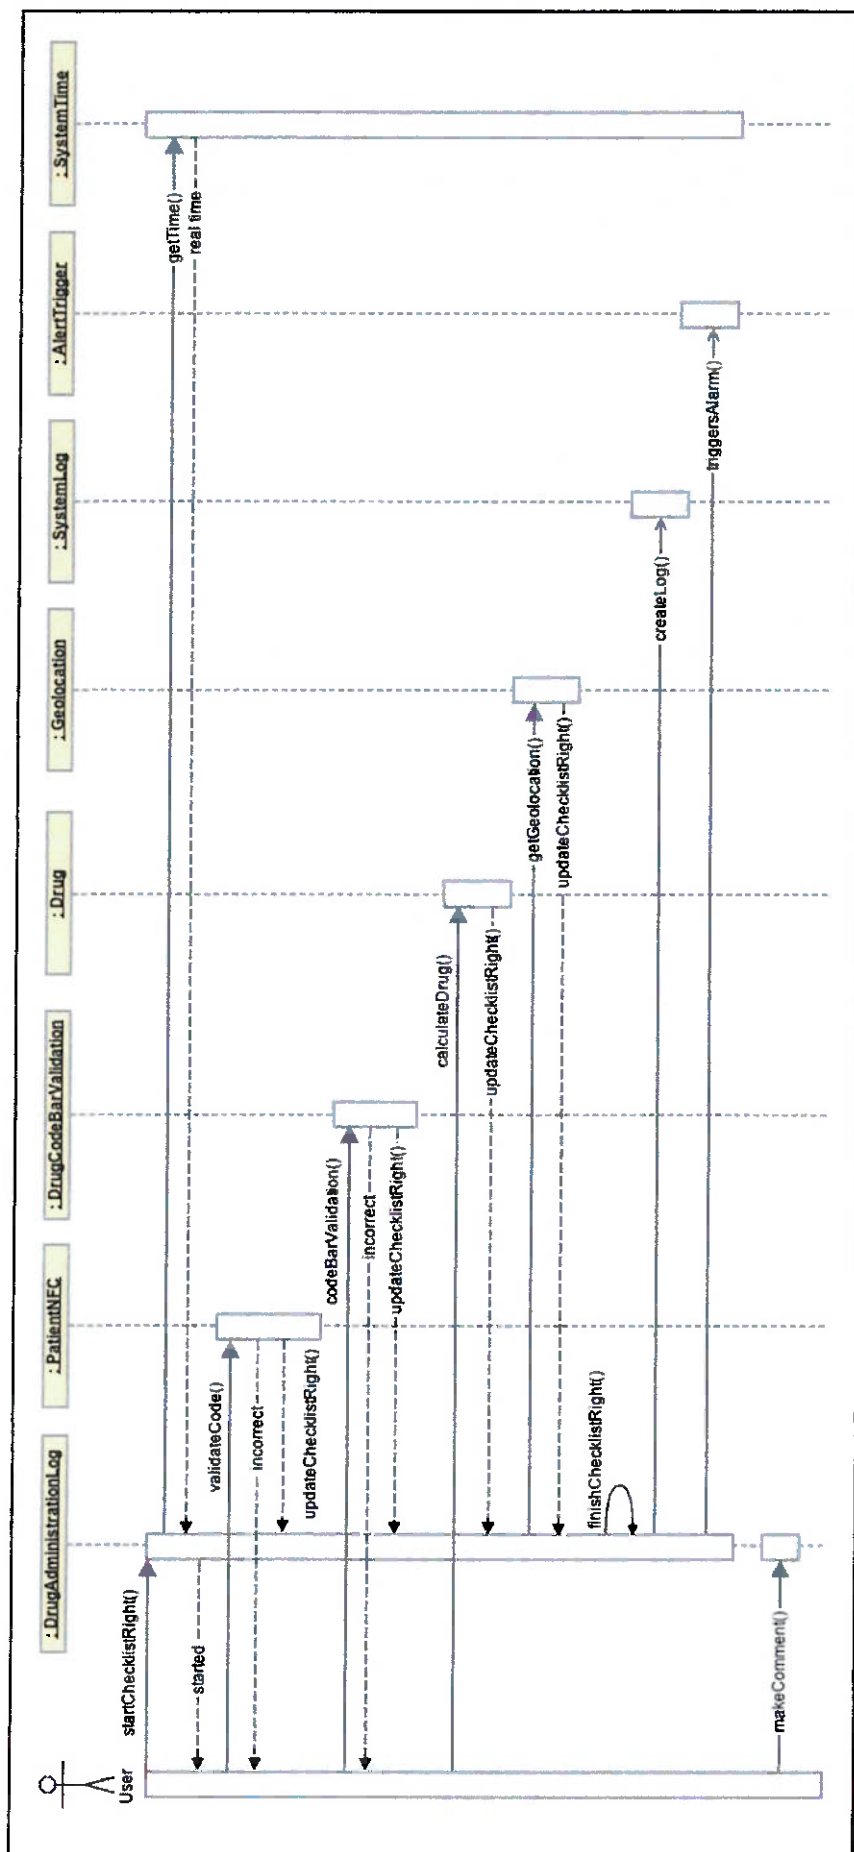 User
: DrugAdministrationLog
: PatientNFC
: DrugCodeBarValidation
: Drug
: Geolocation
: SystemLog
: AlertTrigger
: SystemTime
startChecklistRight()
getTime()
real time
started
validateCode()
incorrect
updateChecklistRight()
codeBarValidation()
incorrect
updateChecklistRight()
calculateDrug()
updateChecklistRight()
getGeolocation()
updateChecklistRight()
finishChecklistRight()
createLog()
triggersAlarm()
makeComment()